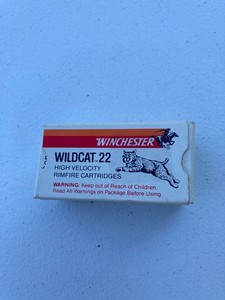 WINCHESTER
WILDCAT 22
HIGH VELOCITY
RIMFIRE CARTRIDGES
WARNING: Keep out of Reach of Children.
Read All Warnings on Package Before Using.